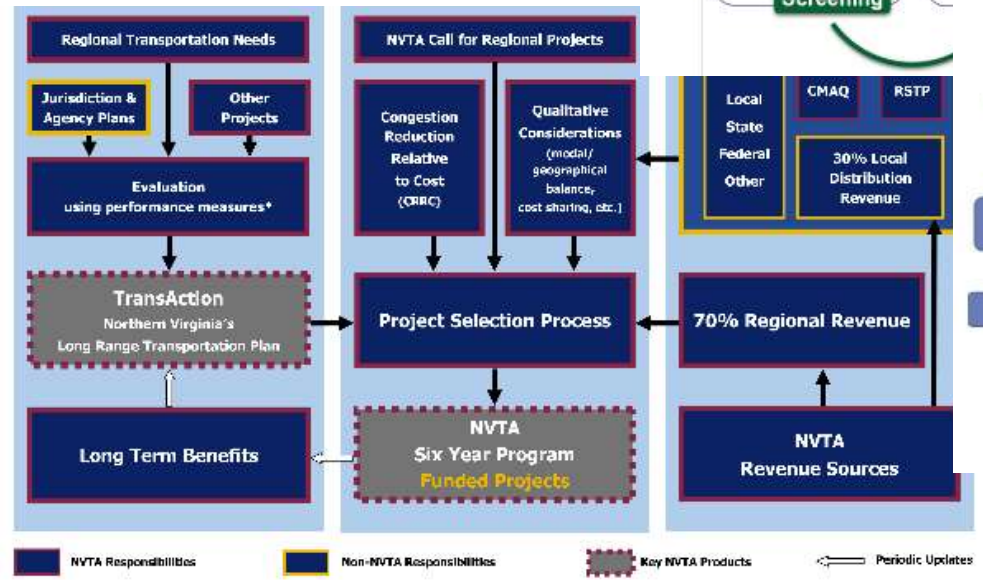 Screening
Regional Transportation Needs
Jurisdiction &
Agency Plans
Other
Projects
Evaluation
using performance measures*
TransAction
Northern Virginia's
Long Range Transportation Plan
Long Term Benefits
NVTA Call for Regional Projects
Congestion
Reduction
Relative
to Cost
(CRRC)
Qualitative
Considerations
(modal/
geographical
balance,
cost sharing, etc.)
Project Selection Process
NVTA
Six Year Program
Funded Projects
Local
State
Federal
Other
CMAQ
RSTP
30% Local
Distribution
Revenue
70% Regional Revenue
NVTA
Revenue Sources
NVTA Responsibilities
Non-NVTA Responsibilities
Key NVTA Products
Periodic Updates